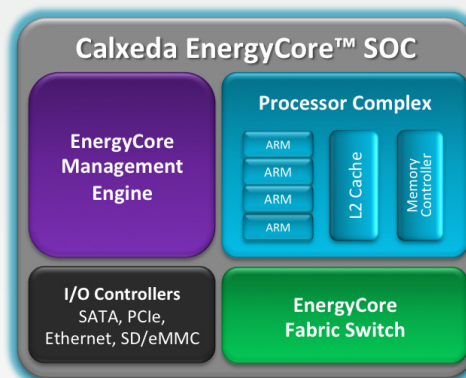 Calxeda EnergyCore™ SOC
EnergyCore
Management
Engine
Processor Complex
ARM
ARM
ARM
ARM
L2 Cache
Memory
Controller
I/O Controllers
SATA, PCIe,
Ethernet, SD/eMMC
EnergyCore
Fabric Switch